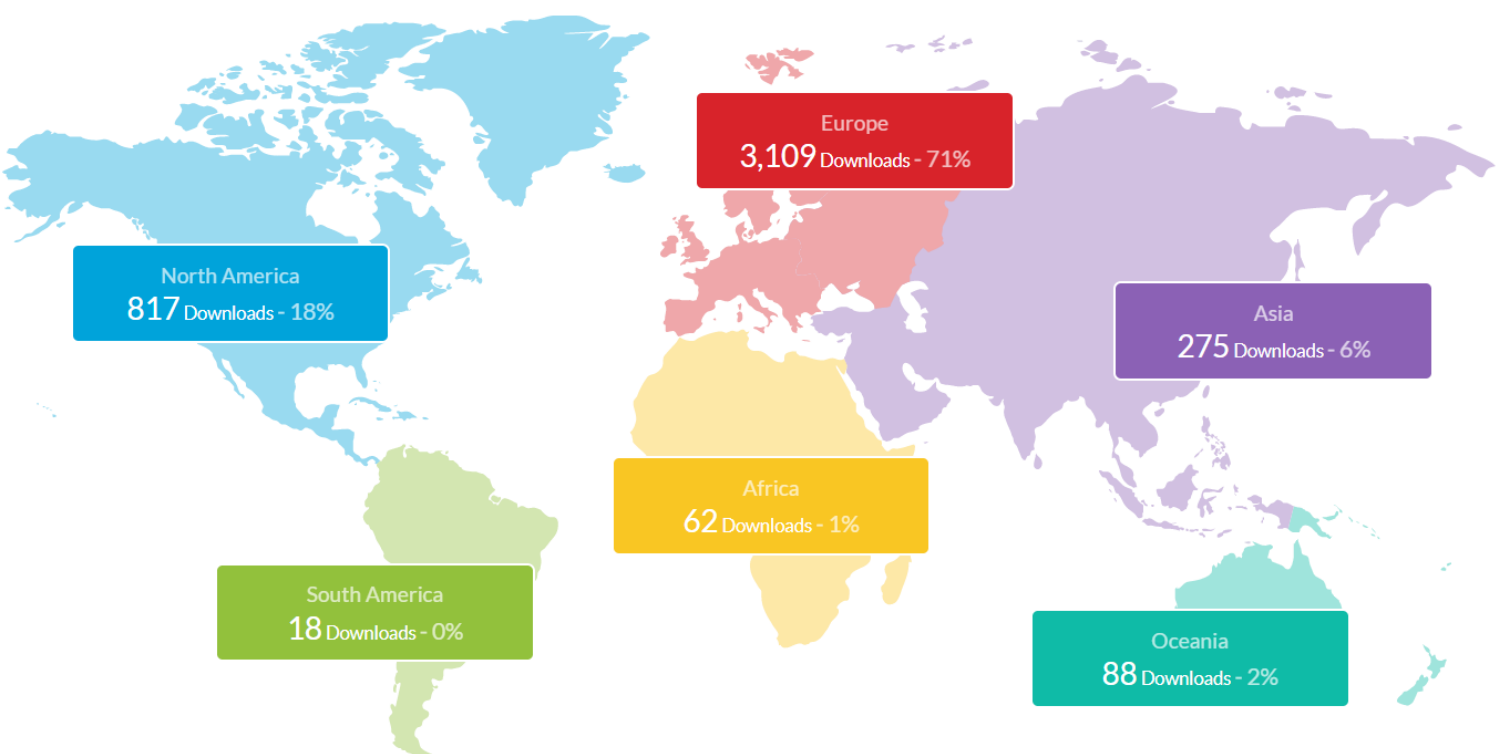 Europe
3,109 Downloads - 71%
North America
817 Downloads - 18%
Asia
275 Downloads - 6%
Africa
62 Downloads - 1%
South America
18 Downloads - 0%
Oceania
88 Downloads - 2%